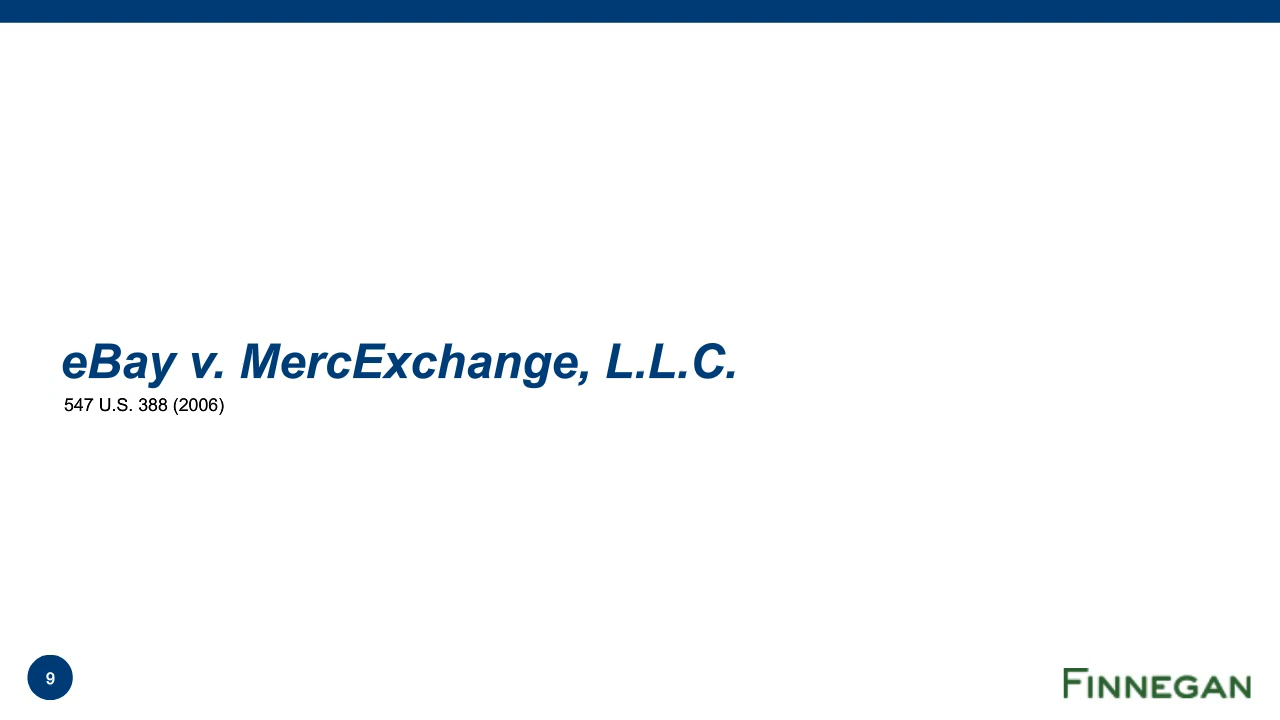 eBay v. MercExchange, L.L.C.
547 U.S. 388 (2006)
9
FINNEGAN